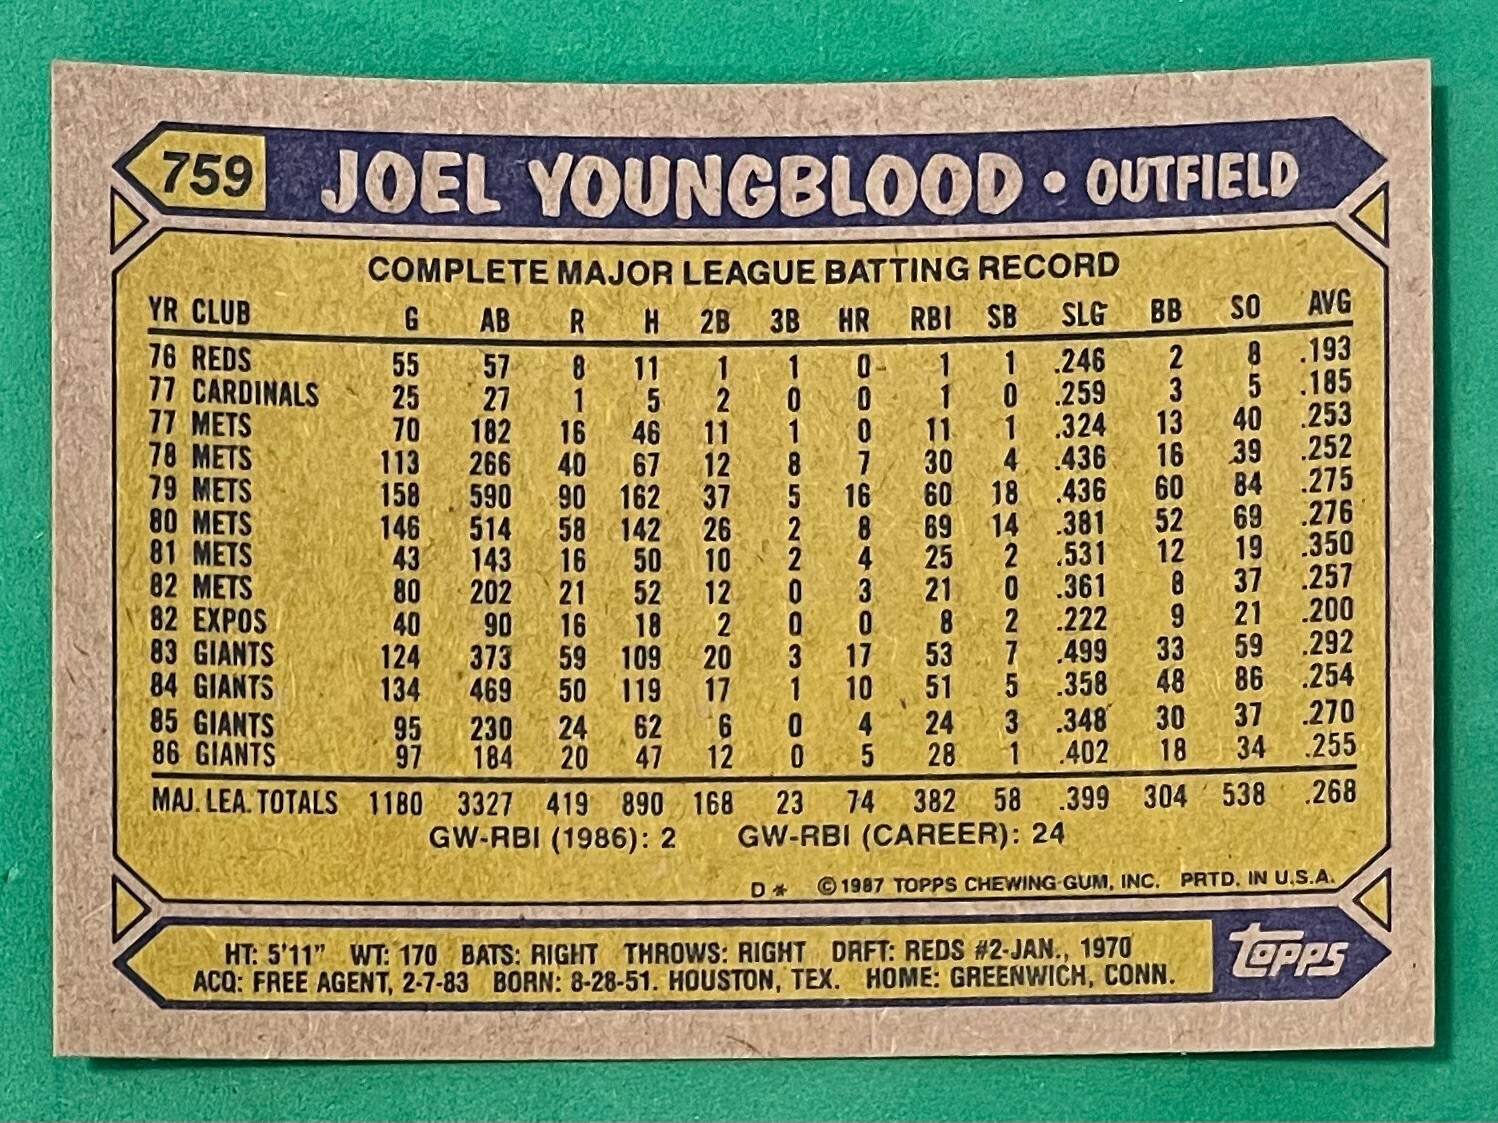 759 JOEL YOUNGBLOOD • OUTFIELD
COMPLETE MAJOR LEAGUE BATTING RECORD
YR CLUB G AB R H 2B 3B HR RBI SB SLG BB SO AVG
76 REDS 55 57 8 11 1 1 0 1 1 .246 2 8 .193
77 CARDINALS 25 27 1 5 2 0 0 1 0 .259 3 5 .185
77 METS 70 182 16 46 11 1 0 11 1 .324 13 40 .253
78 METS 113 266 40 67 12 8 7 30 4 .436 16 39 .252
79 METS 158 590 90 162 37 5 16 60 18 .436 60 84 .275
80 METS 146 514 58 142 26 2 8 69 14 .381 52 69 .276
81 METS 43 143 16 50 10 2 4 25 2 .531 12 19 .350
82 METS 80 202 21 52 12 0 3 21 0 .361 8 37 .257
82 EXPOS 40 90 16 18 2 0 0 8 2 .222 9 21 .200
83 GIANTS 124 373 59 109 20 3 17 53 7 .499 33 59 .292
84 GIANTS 134 469 50 119 17 1 10 51 5 .358 48 86 .254
85 GIANTS 95 230 24 62 6 0 4 24 3 .348 30 37 .270
86 GIANTS 97 184 20 47 12 0 5 28 1 .402 18 34 .255
MAJ. LEA. TOTALS 1180 3327 419 890 168 23 74 382 58 .399 304 538 .268
GW-RBI (1986): 2 GW-RBI (CAREER): 24
D* ©1987 TOPPS CHEWING GUM, INC. PRTD. IN U.S.A.
HT: 5'11" WT: 170 BATS: RIGHT THROWS: RIGHT DRFT: REDS #2-JAN., 1970
ACQ: FREE AGENT, 2-7-83 BORN: 8-28-51. HOUSTON, TEX. HOME: GREENWICH, CONN.
topps